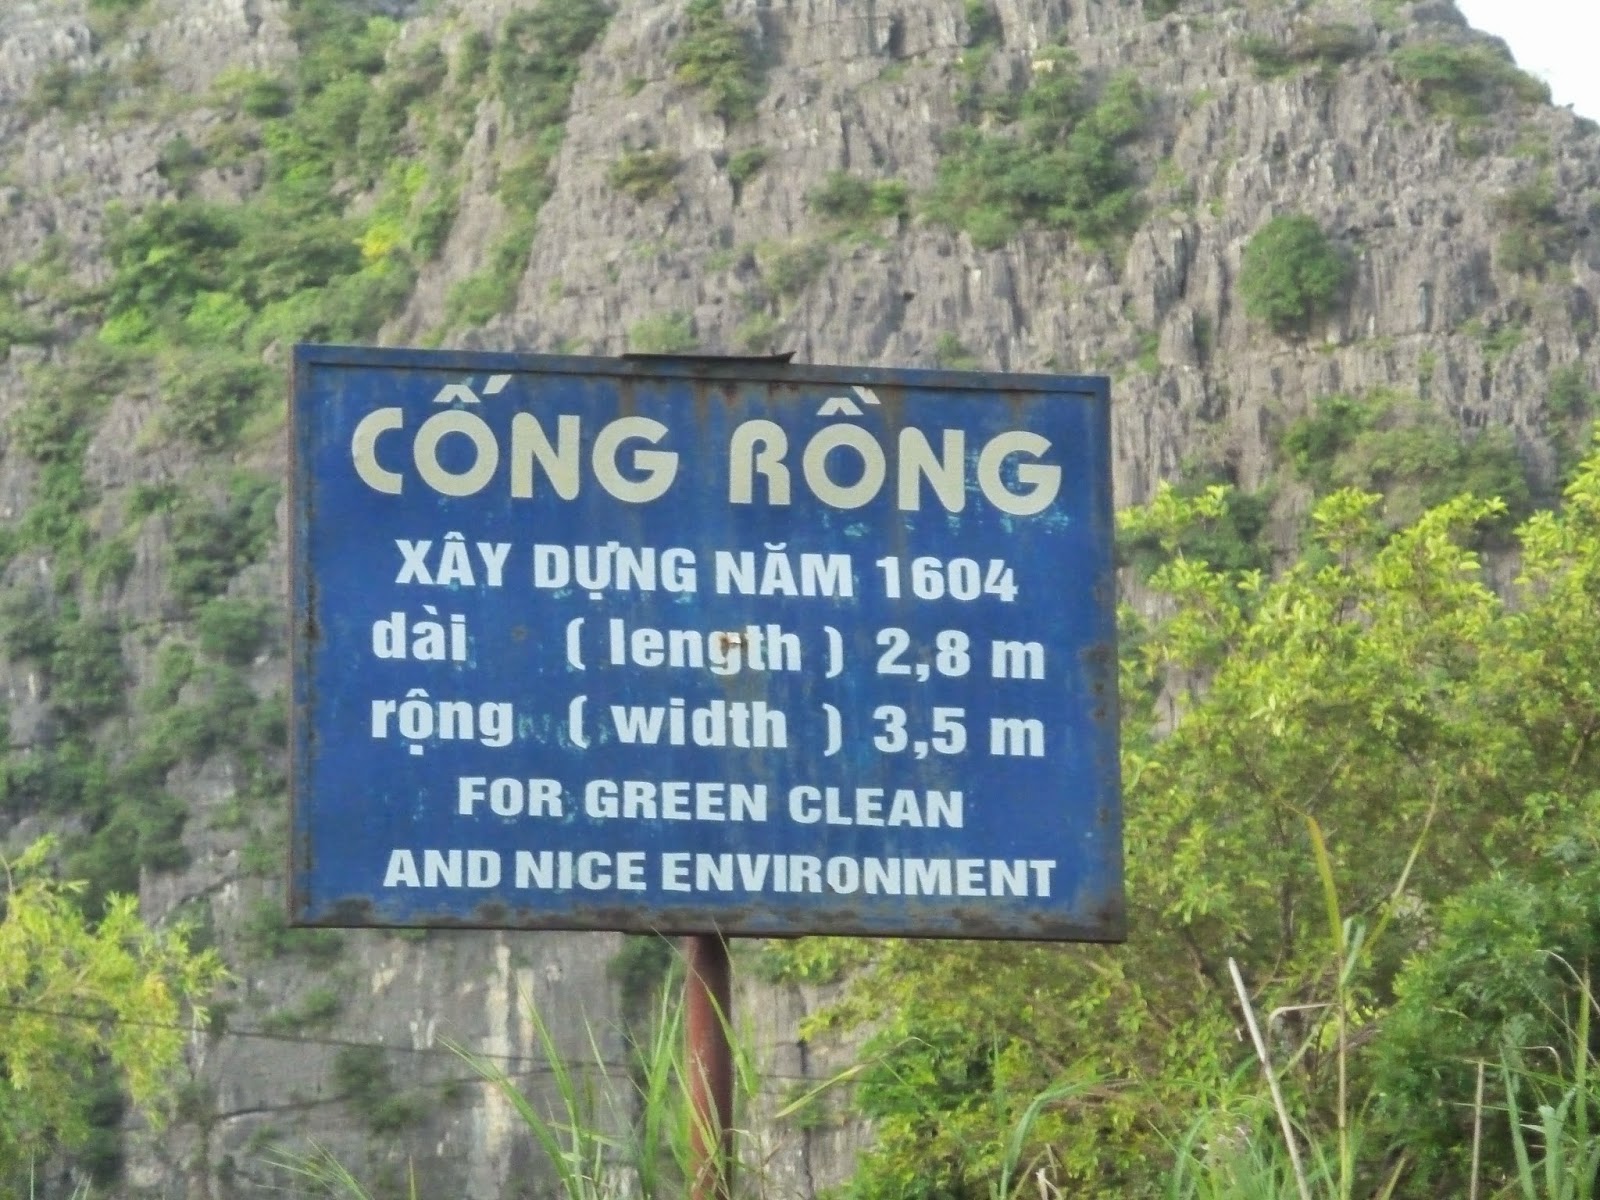 CỐNG RỒNG
XÂY DỰNG NĂM 1604
dài ( length ) 2,8 m
rộng ( width ) 3,5 m
FOR GREEN CLEAN
AND NICE ENVIRONMENT